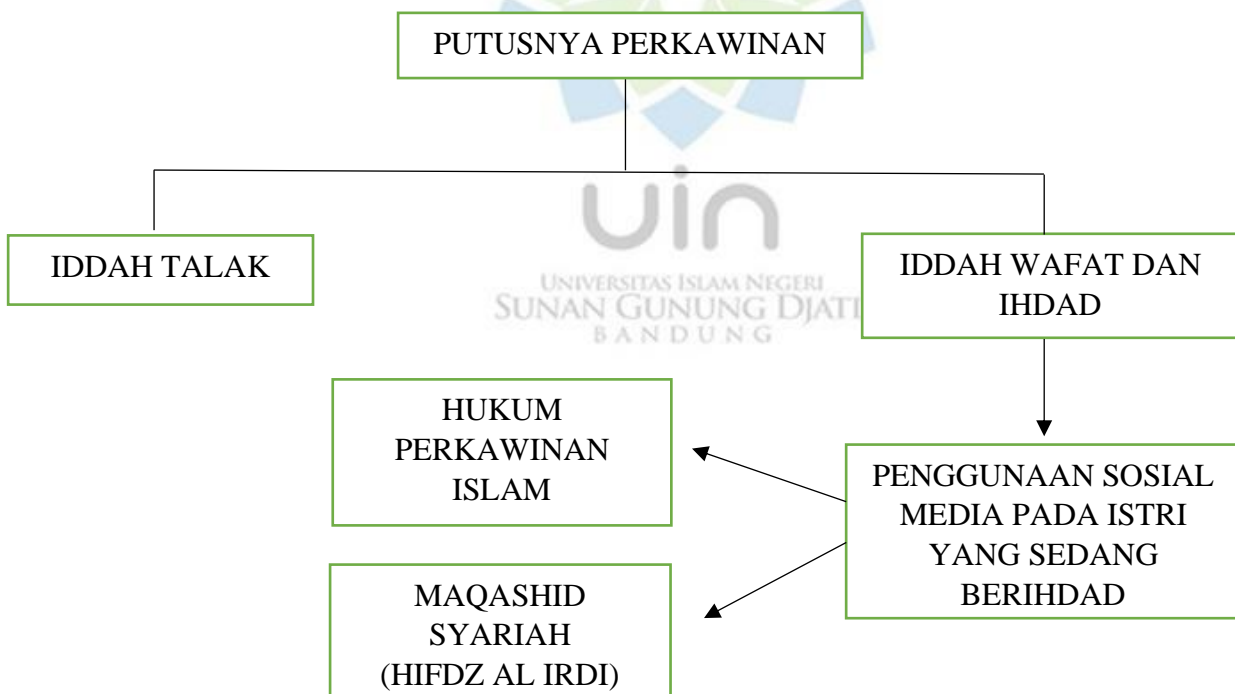 PUTUSNYA PERKAWINAN
uin
UNIVERSITAS ISLAM NEGERI
SUNAN GUNUNG DJATI
BANDUNG
IDDAH TALAK
IDDAH WAFAT DAN
IHDAD
HUKUM
PERKAWINAN
ISLAM
PENGGUNAAN SOSIAL
MEDIA PADA ISTRI
YANG SEDANG
BERIHDAD
MAQASHID
SYARIAH
(HIFDZ AL IRDI)